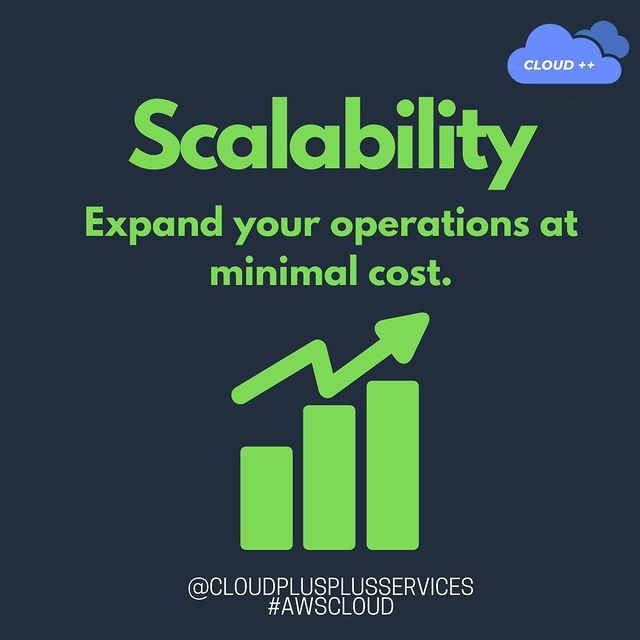 CLOUD ++
Scalability
Expand your operations at
minimal cost.
@CLOUDPLUSPLUSSERVICES
#AWSCLOUD